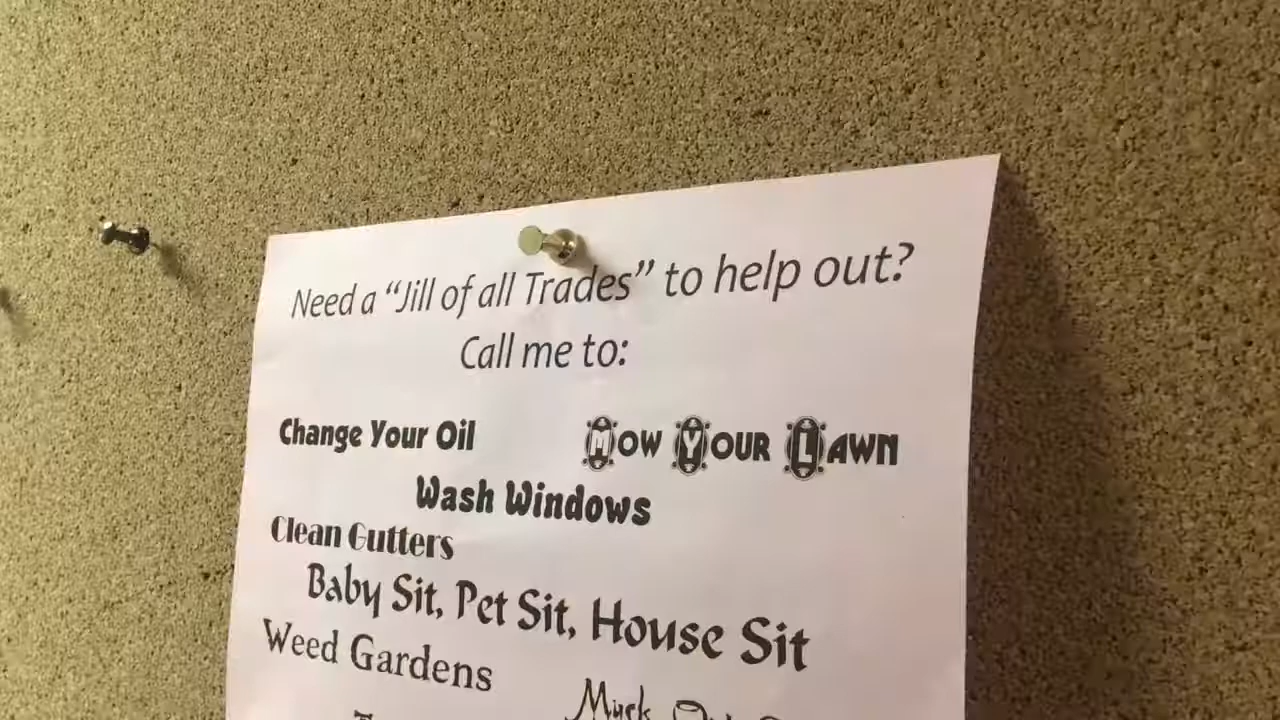 Need a “Jill of all Trades” to help out?
Call me to:
Change Your Oil
Mow Your Lawn
Wash Windows
Clean Gutters
Baby Sit, Pet Sit, House Sit
Weed Gardens
Muck